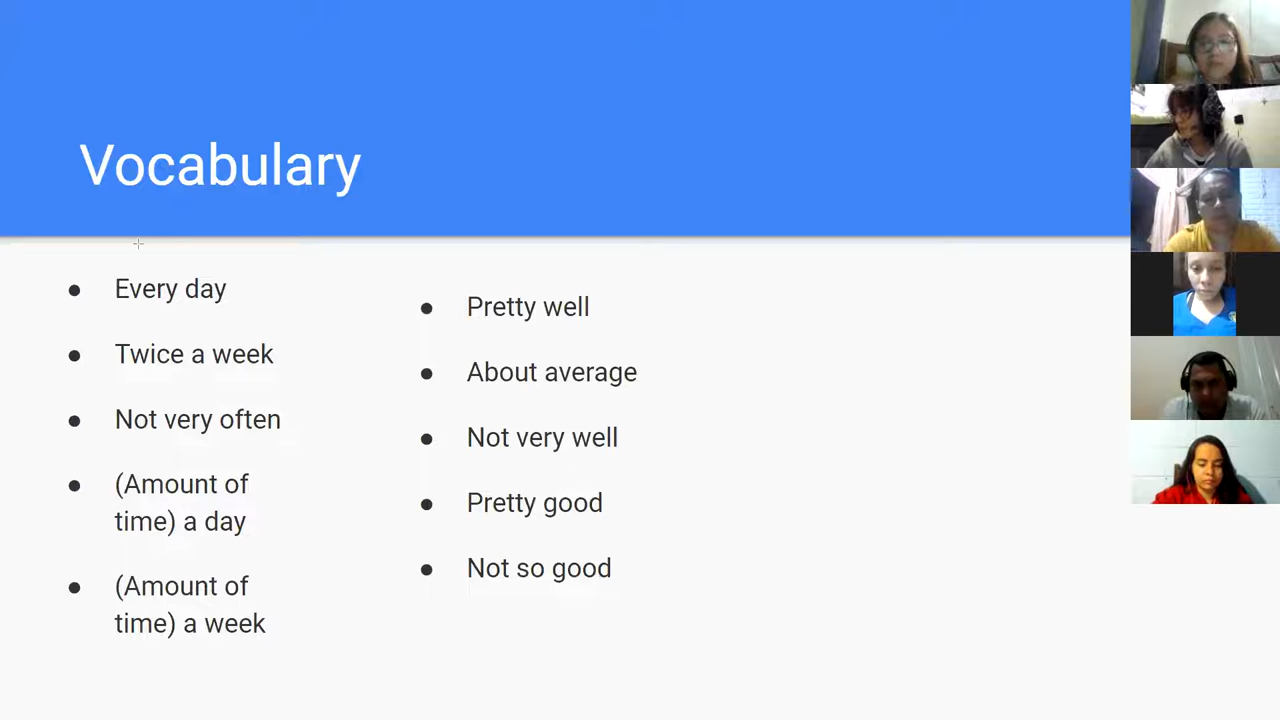 Vocabulary
● Every day
● Twice a week
● Not very often
● (Amount of
time) a day
● (Amount of
time) a week
● Pretty well
● About average
● Not very well
● Pretty good
● Not so good